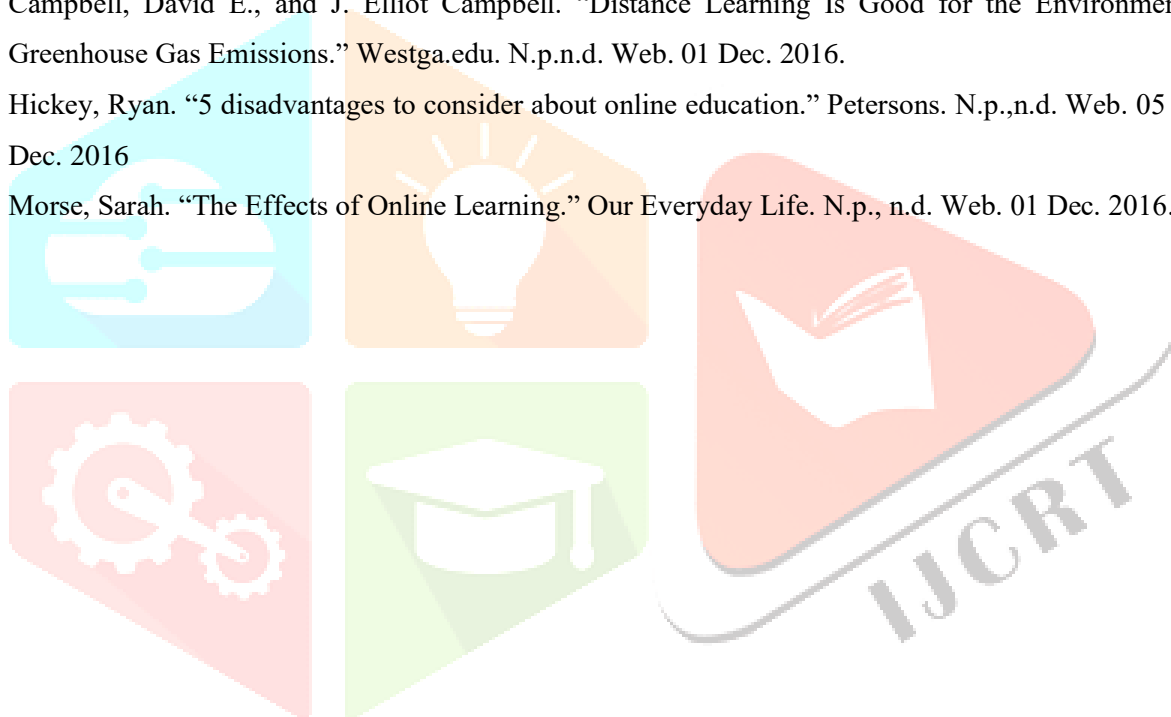 Campbell, David E., and J. Elliot Campbell. “Distance Learning Is Good for the Environmen
Greenhouse Gas Emissions.” Westga.edu. N.p.n.d. Web. 01 Dec. 2016.
Hickey, Ryan. “5 disadvantages to consider about online education.” Petersons. N.p.,n.d. Web. 05
Dec. 2016
Morse, Sarah. “The Effects of Online Learning.” Our Everyday Life. N.p., n.d. Web. 01 Dec. 2016.
IJCRT